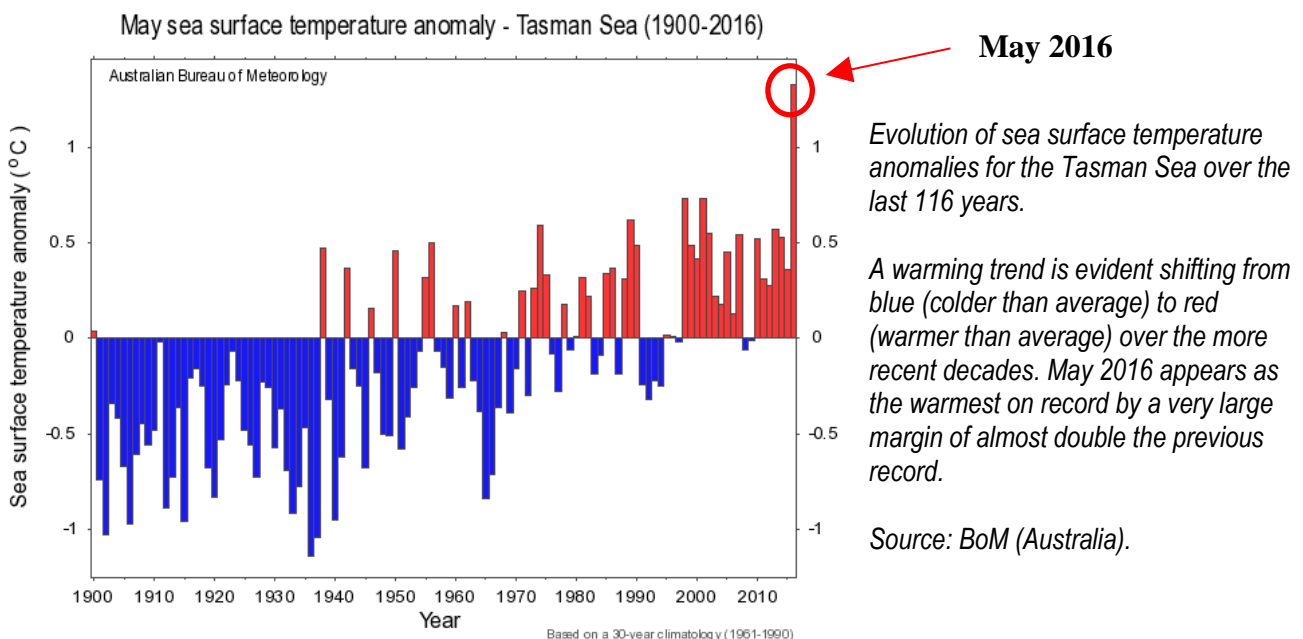 May sea surface temperature anomaly - Tasman Sea (1900-2016)
May 2016
Australian Bureau of Meteorology
Sea surface temperature anomaly (°C)
1
0.5
0
-0.5
-1
1
0.5
0
-0.5
-1
1900 1910 1920 1930 1940 1950 1960 1970 1980 1990 2000 2010
Year
Based on a 30-year climatology (1961-1990)
Evolution of sea surface temperature
anomalies for the Tasman Sea over the
last 116 years.
A warming trend is evident shifting from
blue (colder than average) to red
(warmer than average) over the more
recent decades. May 2016 appears as
the warmest on record by a very large
margin of almost double the previous
record.
Source: BoM (Australia).